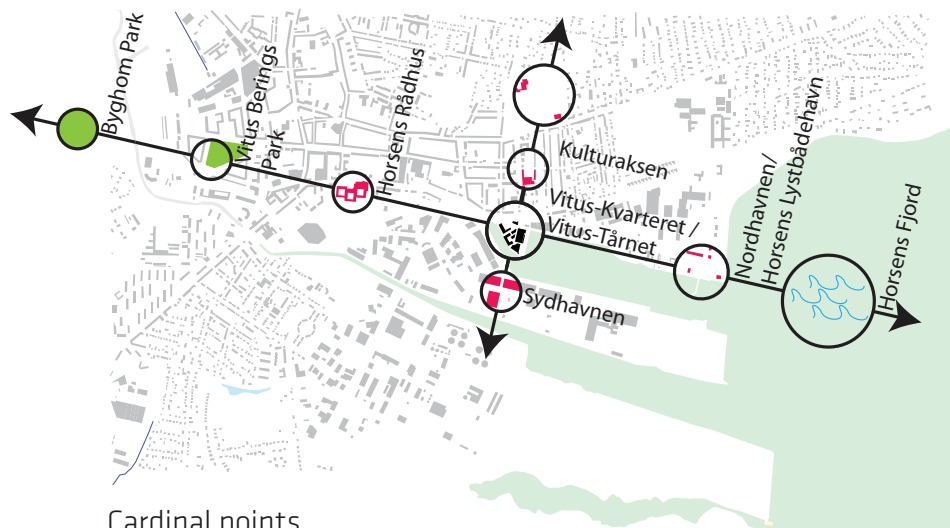 Byghom Park
Vitus Berings
Park
Horsens Rådhus
Kulturaksen
Vitus-Kvarteret /
Vitus-Tårnet
Sydhavnen
Nordhavnen/
Horsens Lystbådehavn
Horsens Fjord
Cardinal points